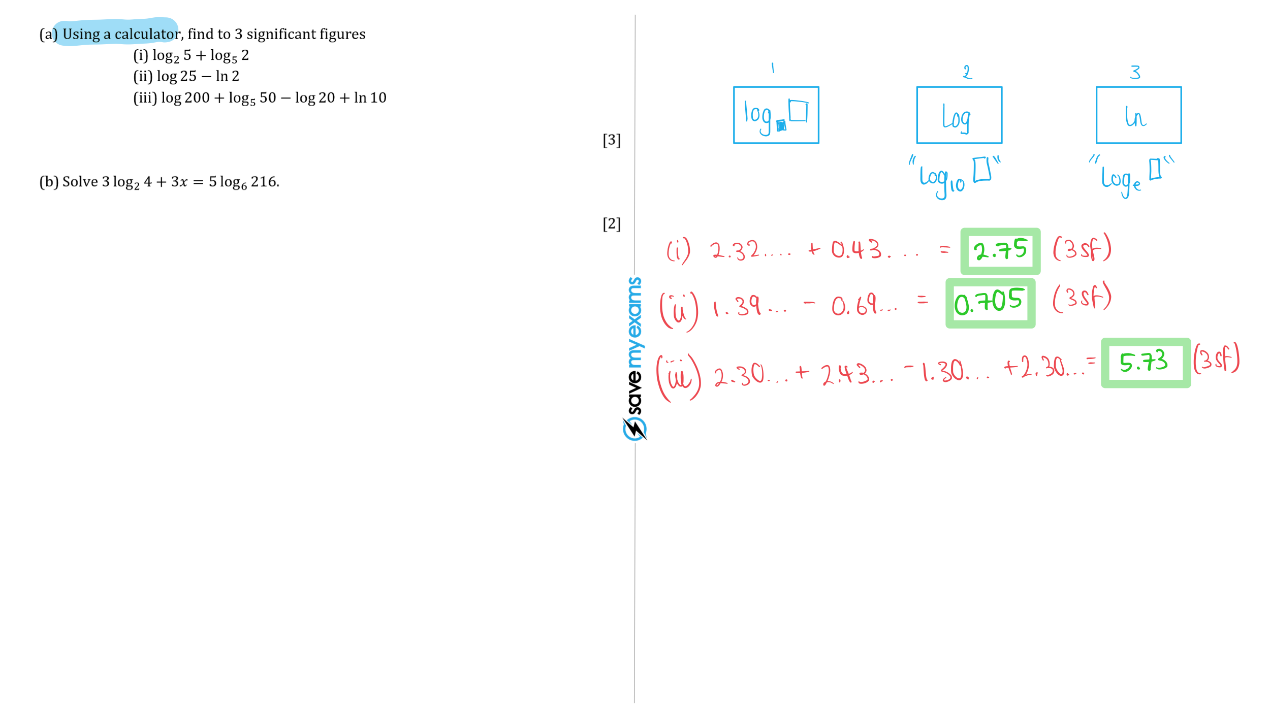 (a) Using a calculator, find to 3 significant figures
(i) log₂ 5 + log₅ 2
(ii) log 25 − ln 2
(iii) log 200 + log₅ 50 − log 20 + ln 10
[3]
(b) Solve 3 log₂ 4 + 3𝑥 = 5 log₆ 216.
[2]
save my exams
1 2 3
log■□ log ln
"log₁₀ □" "logₑ □"
(i) 2.32.... + 0.43. ... = 2.75 (3sf)
(ii) 1.39... − 0.69... = 0.705 (3sf)
(iii) 2.30... + 2.43... − 1.30... + 2.30... = 5.73 (3sf)